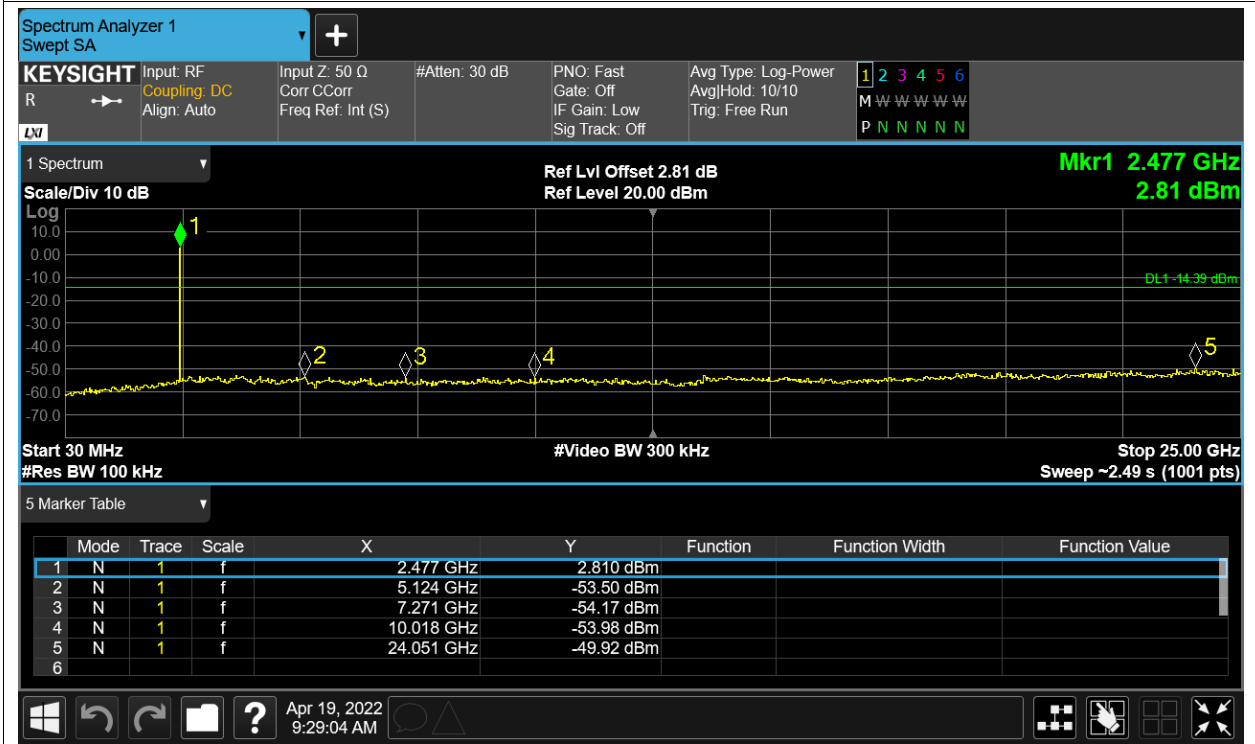 Spectrum Analyzer 1
Swept SA
+
KEYSIGHT Input: RF Input Z: 50 Ω #Atten: 30 dB PNO: Fast Avg Type: Log-Power 1 2 3 4 5 6
R Coupling: DC Corr CCorr Gate: Off Avg|Hold: 10/10 M W W W W W
Align: Auto Freq Ref: Int (S) IF Gain: Low Trig: Free Run
LXI Sig Track: Off P N N N N N
1 Spectrum Ref Lvl Offset 2.81 dB Mkr1 2.477 GHz
Scale/Div 10 dB Ref Level 20.00 dBm 2.81 dBm
Log
1
10.0
0.00
-10.0 DL1 -14.39 dBm
-20.0
-30.0
-40.0 2 3 4 5
-50.0
-60.0
-70.0
Start 30 MHz #Video BW 300 kHz Stop 25.00 GHz
#Res BW 100 kHz Sweep ~2.49 s (1001 pts)
5 Marker Table
Mode Trace Scale X Y Function Function Width Function Value
1 N 1 f 2.477 GHz 2.810 dBm
2 N 1 f 5.124 GHz -53.50 dBm
3 N 1 f 7.271 GHz -54.17 dBm
4 N 1 f 10.018 GHz -53.98 dBm
5 N 1 f 24.051 GHz -49.92 dBm
6
? Apr 19, 2022
9:29:04 AM